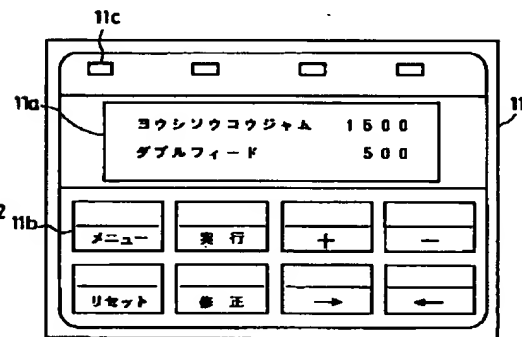 11c
11
11a
ヨウシソウコウジャム 1500
ダブルフィード 500
2
11b
メニュー 実行 + −
リセット 修正 → ←